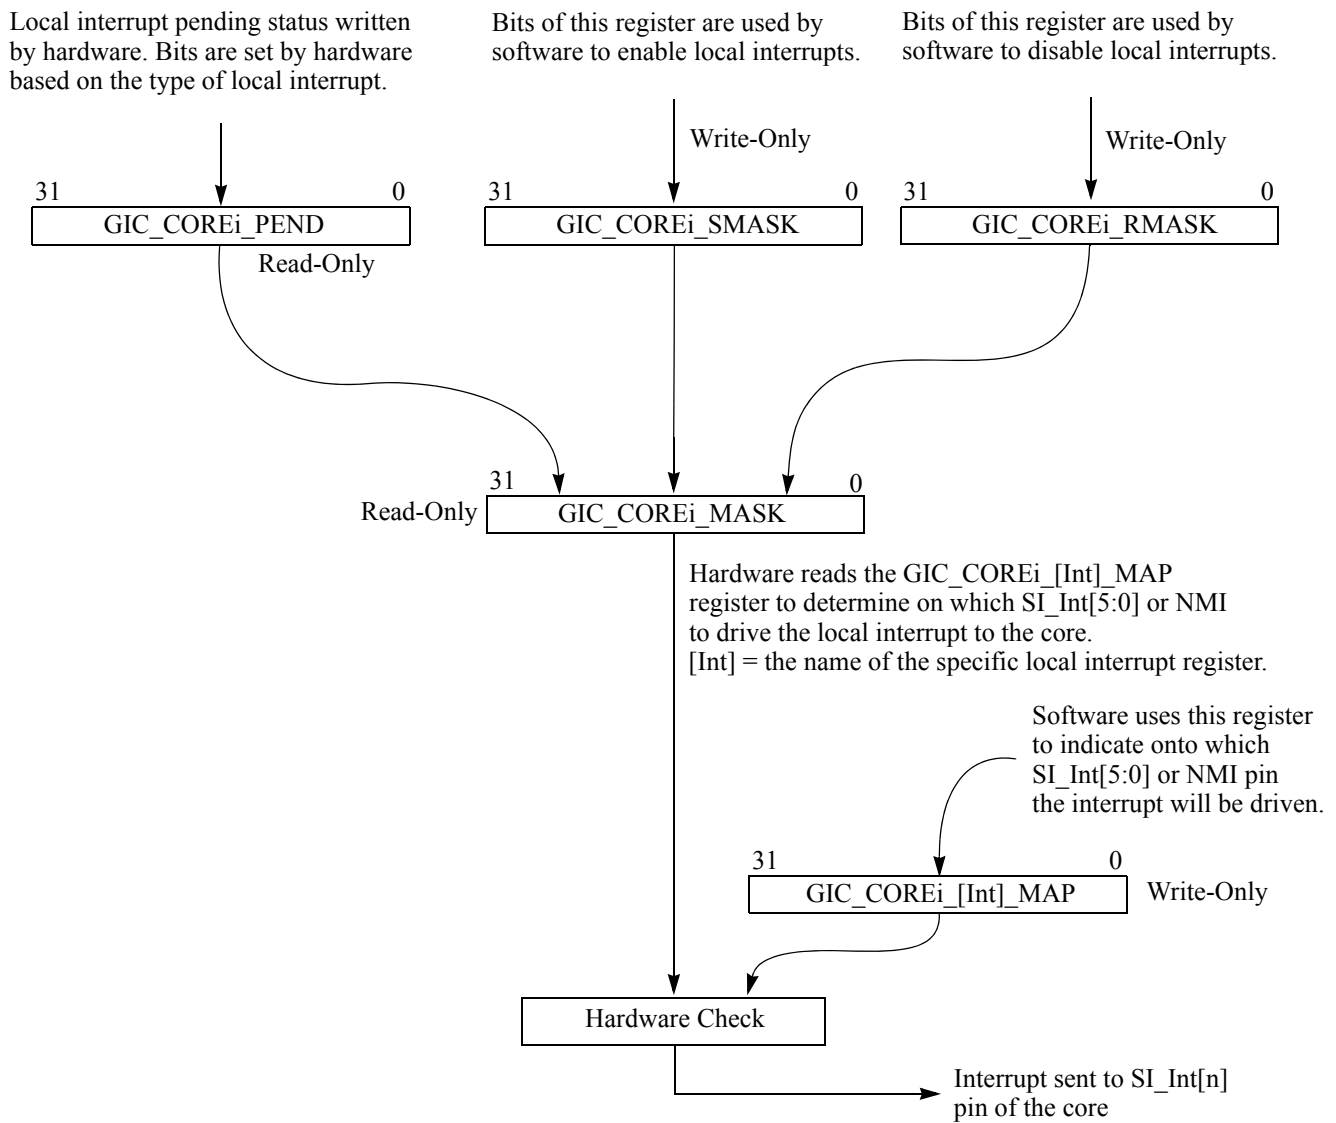 Local interrupt pending status written
by hardware. Bits are set by hardware
based on the type of local interrupt.
Bits of this register are used by
software to enable local interrupts.
Bits of this register are used by
software to disable local interrupts.
Write-Only
Write-Only
31 0
GIC_COREi_PEND
Read-Only
31 0
GIC_COREi_SMASK
31 0
GIC_COREi_RMASK
31 0
Read-Only
GIC_COREi_MASK
Hardware reads the GIC_COREi_[Int]_MAP
register to determine on which SI_Int[5:0] or NMI
to drive the local interrupt to the core.
[Int] = the name of the specific local interrupt register.
Software uses this register
to indicate onto which
SI_Int[5:0] or NMI pin
the interrupt will be driven.
31 0
GIC_COREi_[Int]_MAP
Write-Only
Hardware Check
Interrupt sent to SI_Int[n]
pin of the core